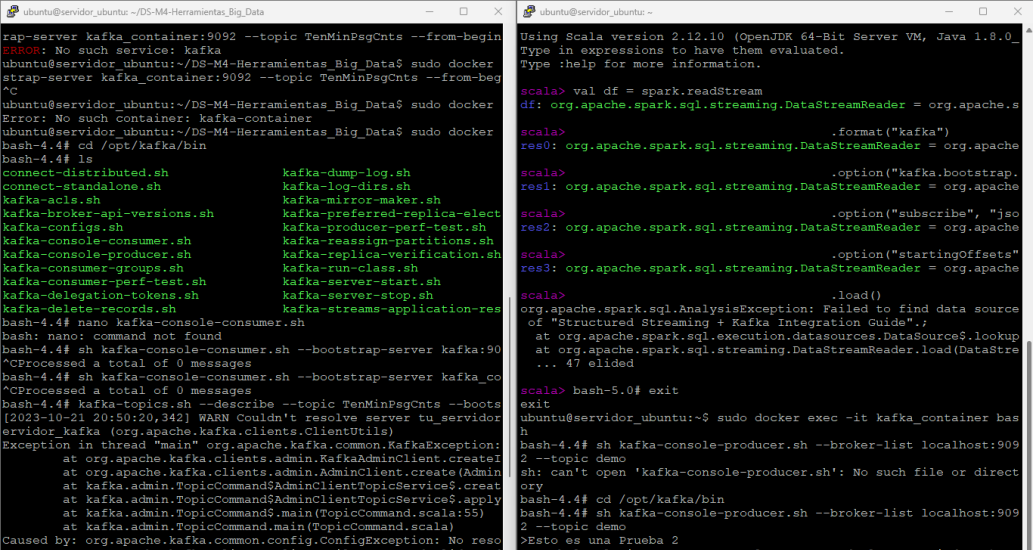 ubuntu@servidor_ubuntu: ~/DS-M4-Herramientas_Big_Data
rap-server kafka_container:9092 --topic TenMinPsgCnts --from-begin
ERROR: No such service: kafka
ubuntu@servidor_ubuntu:~/DS-M4-Herramientas_Big_Data$ sudo docker
strap-server kafka_container:9092 --topic TenMinPsgCnts --from-beg
^C
ubuntu@servidor_ubuntu:~/DS-M4-Herramientas_Big_Data$ sudo docker
Error: No such container: kafka-container
ubuntu@servidor_ubuntu:~/DS-M4-Herramientas_Big_Data$ sudo docker
bash-4.4# cd /opt/kafka/bin
bash-4.4# ls
connect-distributed.sh kafka-dump-log.sh
connect-standalone.sh kafka-log-dirs.sh
kafka-acls.sh kafka-mirror-maker.sh
kafka-broker-api-versions.sh kafka-preferred-replica-elect
kafka-configs.sh kafka-producer-perf-test.sh
kafka-console-consumer.sh kafka-reassign-partitions.sh
kafka-console-producer.sh kafka-replica-verification.sh
kafka-consumer-groups.sh kafka-run-class.sh
kafka-consumer-perf-test.sh kafka-server-start.sh
kafka-delegation-tokens.sh kafka-server-stop.sh
kafka-delete-records.sh kafka-streams-application-res
bash-4.4# nano kafka-console-consumer.sh
bash: nano: command not found
bash-4.4# sh kafka-console-consumer.sh --bootstrap-server kafka:90
^CProcessed a total of 0 messages
bash-4.4# sh kafka-console-consumer.sh --bootstrap-server kafka_co
^CProcessed a total of 0 messages
bash-4.4# kafka-topics.sh --describe --topic TenMinPsgCnts --boots
[2023-10-21 20:50:20,342] WARN Couldn't resolve server tu_servidor
ervidor_kafka (org.apache.kafka.clients.ClientUtils)
Exception in thread "main" org.apache.kafka.common.KafkaException:
at org.apache.kafka.clients.admin.KafkaAdminClient.createI
at org.apache.kafka.clients.admin.AdminClient.create(Admin
at kafka.admin.TopicCommand$AdminClientTopicService$.creat
at kafka.admin.TopicCommand$AdminClientTopicService$.apply
at kafka.admin.TopicCommand$.main(TopicCommand.scala:55)
at kafka.admin.TopicCommand.main(TopicCommand.scala)
Caused by: org.apache.kafka.common.config.ConfigException: No reso
ubuntu@servidor_ubuntu: ~
Using Scala version 2.12.10 (OpenJDK 64-Bit Server VM, Java 1.8.0_
Type in expressions to have them evaluated.
Type :help for more information.
scala> val df = spark.readStream
df: org.apache.spark.sql.streaming.DataStreamReader = org.apache.s
scala> .format("kafka")
res0: org.apache.spark.sql.streaming.DataStreamReader = org.apache
scala> .option("kafka.bootstrap.
res1: org.apache.spark.sql.streaming.DataStreamReader = org.apache
scala> .option("subscribe", "jso
res2: org.apache.spark.sql.streaming.DataStreamReader = org.apache
scala> .option("startingOffsets"
res3: org.apache.spark.sql.streaming.DataStreamReader = org.apache
scala> .load()
org.apache.spark.sql.AnalysisException: Failed to find data source
of "Structured Streaming + Kafka Integration Guide".;
at org.apache.spark.sql.execution.datasources.DataSource$.lookup
at org.apache.spark.sql.streaming.DataStreamReader.load(DataStre
... 47 elided
scala> bash-5.0# exit
exit
ubuntu@servidor_ubuntu:~$ sudo docker exec -it kafka_container bas
h
bash-4.4# sh kafka-console-producer.sh --broker-list localhost:909
2 --topic demo
sh: can't open 'kafka-console-producer.sh': No such file or direct
ory
bash-4.4# cd /opt/kafka/bin
bash-4.4# sh kafka-console-producer.sh --broker-list localhost:909
2 --topic demo
>Esto es una Prueba 2